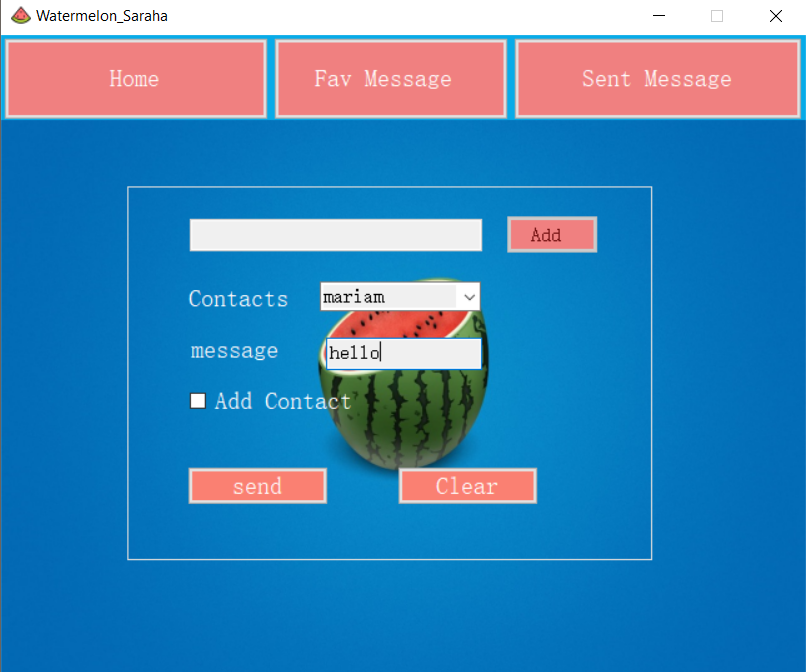 Watermelon_Saraha
Home
Fav Message
Sent Message
Add
Contacts
mariam
message
hello
Add Contact
send
Clear